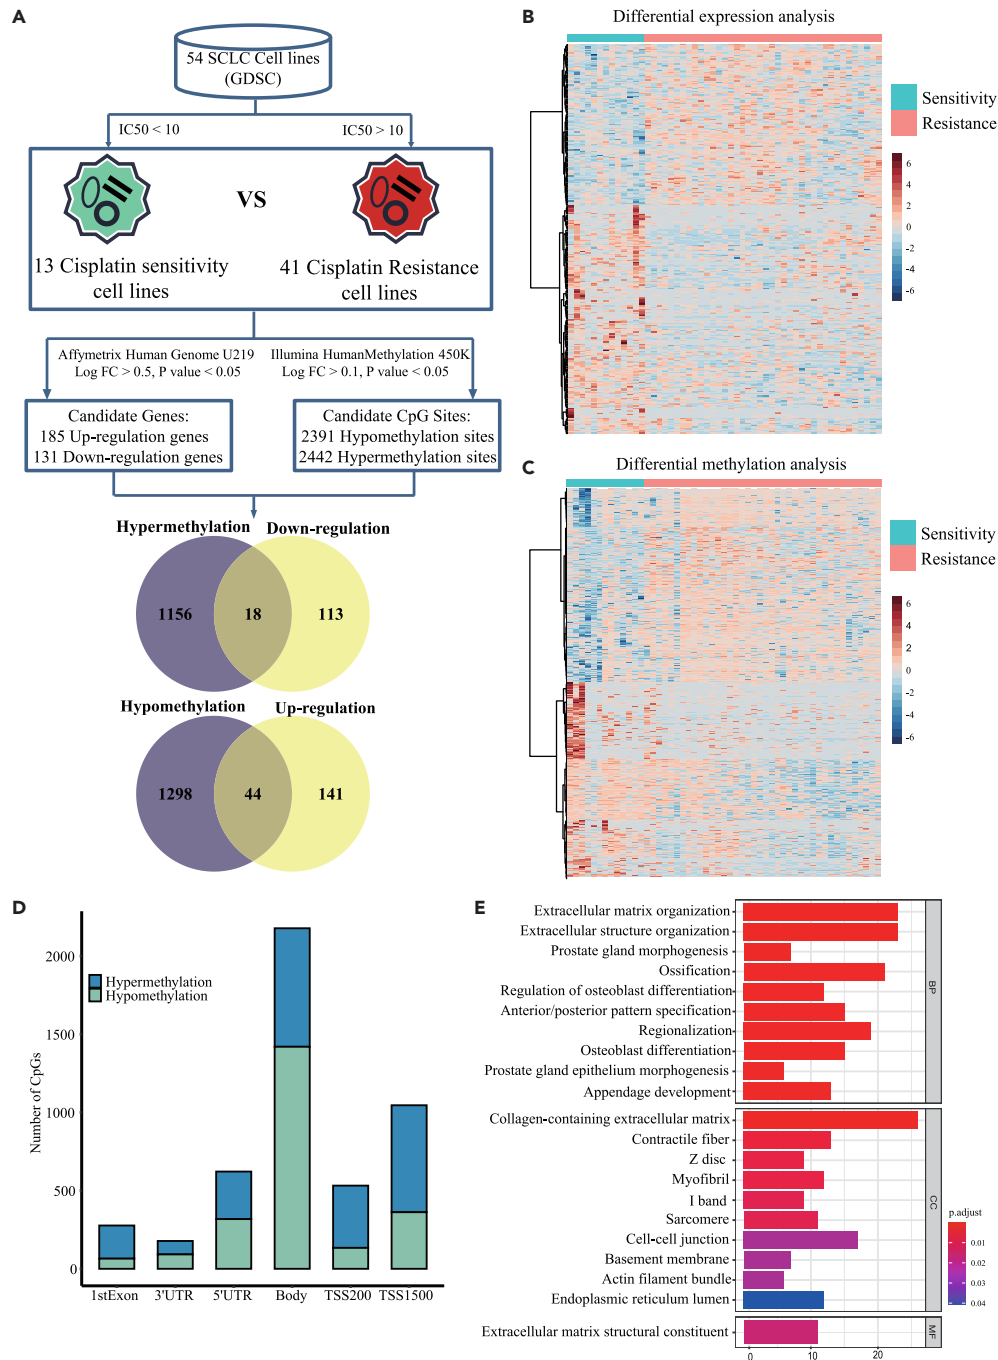 A
54 SCLC Cell lines
(GDSC)
IC50 < 10
IC50 > 10
VS
13 Cisplatin sensitivity
cell lines
41 Cisplatin Resistance
cell lines
Affymetrix Human Genome U219
Log FC > 0.5, P value < 0.05
Illumina HumanMethylation 450K
Log FC > 0.1, P value < 0.05
Candidate Genes:
185 Up-regulation genes
131 Down-regulation genes
Candidate CpG Sites:
2391 Hypomethylation sites
2442 Hypermethylation sites
Hypermethylation
Down-regulation
1156
18
113
Hypomethylation
Up-regulation
1298
44
141
B
Differential expression analysis
Sensitivity
Resistance
6
4
2
0
-2
-4
-6
C
Differential methylation analysis
Sensitivity
Resistance
6
4
2
0
-2
-4
-6
D
Number of CpGs
2000
1500
1000
500
0
Hypermethylation
Hypomethylation
1stExon
3'UTR
5'UTR
Body
TSS200
TSS1500
E
Extracellular matrix organization
Extracellular structure organization
Prostate gland morphogenesis
Ossification
Regulation of osteoblast differentiation
Anterior/posterior pattern specification
Regionalization
Osteoblast differentiation
Prostate gland epithelium morphogenesis
Appendage development
BP
Collagen-containing extracellular matrix
Contractile fiber
Z disc
Myofibril
I band
Sarcomere
Cell-cell junction
Basement membrane
Actin filament bundle
Endoplasmic reticulum lumen
CC
Extracellular matrix structural constituent
MF
0
10
20
p.adjust
0.01
0.02
0.03
0.04